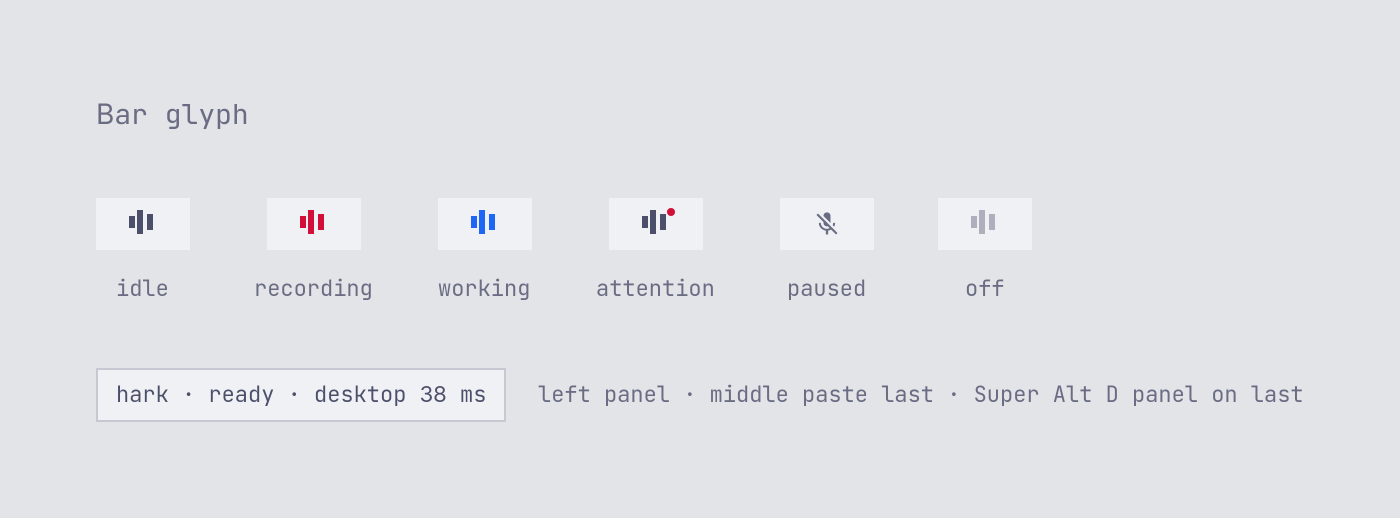 Bar glyph
idle recording working attention paused off
hark · ready · desktop 38 ms left panel · middle paste last · Super Alt D panel on last